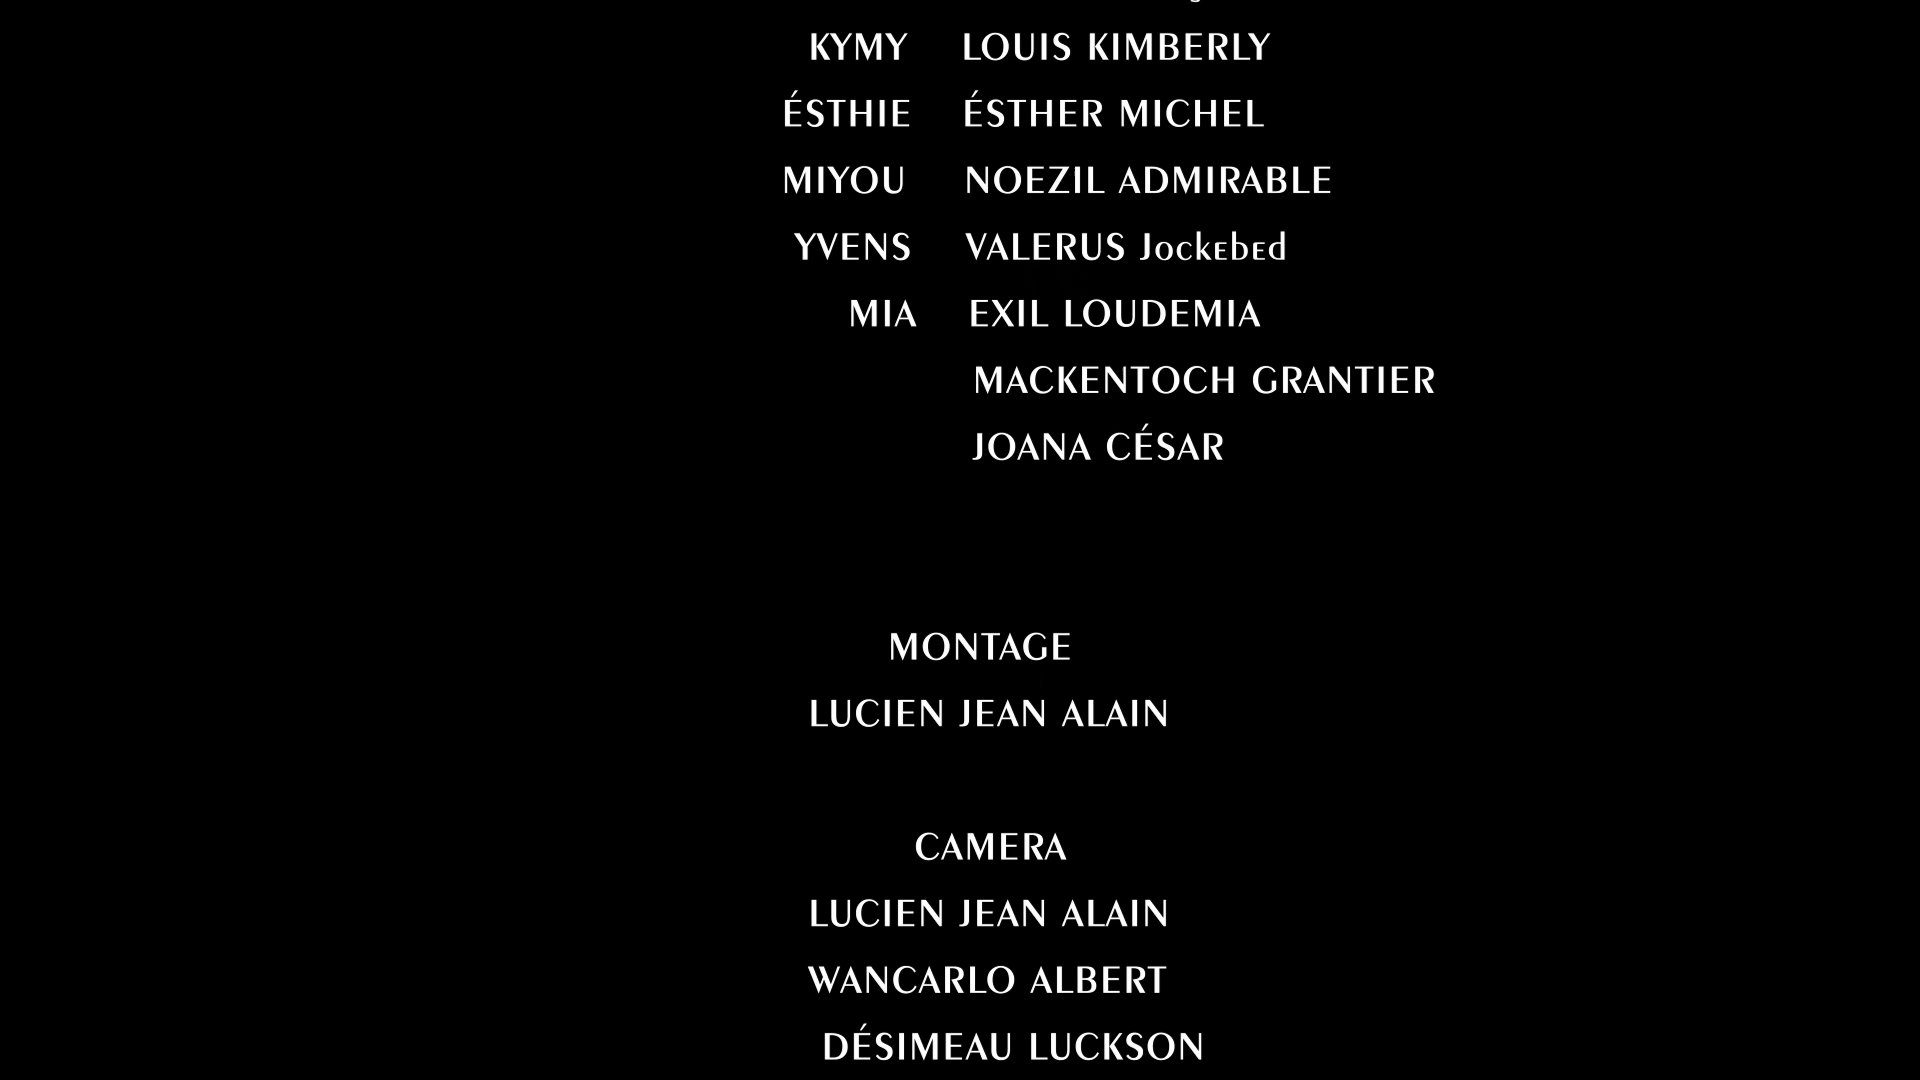 KYMY LOUIS KIMBERLY
ÉSTHIE ÉSTHER MICHEL
MIYOU NOEZIL ADMIRABLE
YVENS VALERUS Jockebed
MIA EXIL LOUDEMIA
MACKENTOCH GRANTIER
JOANA CÉSAR
MONTAGE
LUCIEN JEAN ALAIN
CAMERA
LUCIEN JEAN ALAIN
WANCARLO ALBERT
DÉSIMEAU LUCKSON